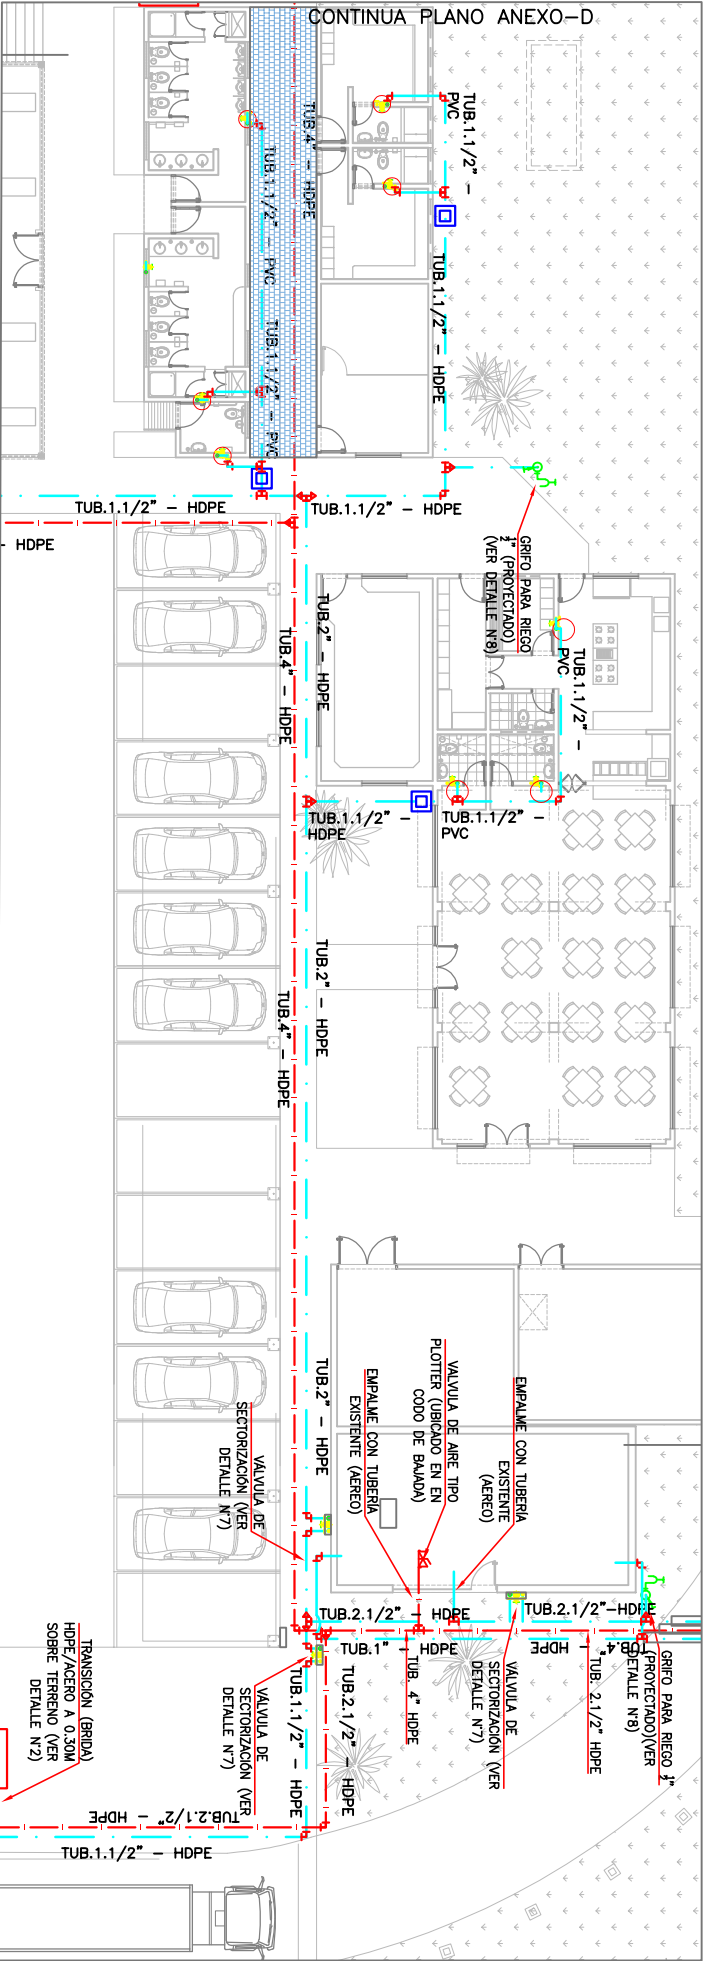 CONTINUA PLANO ANEXO-D
TUB.1.1/2" -
PVC
TUB.4" - HDPE
TUB.1.1/2" - PVC
TUB.1.1/2" - HDPE
TUB.1.1/2" - PVC
TUB.1.1/2" - HDPE
TUB.1.1/2" - HDPE
- HDPE
GRIFO PARA RIEGO
1" (PROYECTADO)
(VER DETALLE N°8)
TUB.2" - HDPE
TUB.4" - HDPE
TUB.1.1/2" -
PVC
TUB.1.1/2" -
HDPE
TUB.1.1/2" -
PVC
TUB.2" - HDPE
TUB.4" - HDPE
TUB.2" - HDPE
VÁLVULA DE
SECTORIZACIÓN (VER
DETALLE N°7)
EMPALME CON TUBERÍA
EXISTENTE (AEREO)
VALVULA DE AIRE TIPO
PLOTTER (UBICADO EN EN
CODO DE BAJADA)
EMPALME CON TUBERÍA
EXISTENTE
(AEREO)
TUB.2.1/2" - HDPE
TUB.2.1/2"-HDPE
TUB.1" - HDPE
TUB.4" - HDPE
TUB. 4" HDPE
TUB. 2.1/2" HDPE
GRIFO PARA RIEGO
(PROYECTADO)(VER
DETALLE N°8)
VÁLVULA DE
SECTORIZACIÓN (VER
DETALLE N°7)
TUB.2.1/2" - HDPE
TUB.1.1/2" - HDPE
VÁLVULA DE
SECTORIZACIÓN (VER
DETALLE N°7)
TRANSICIÓN (BRIDA)
HDPE/ACERO A 0.30M
SOBRE TERRENO (VER
DETALLE N°2)
TUB.2.1/2" - HDPE
TUB.1.1/2" - HDPE